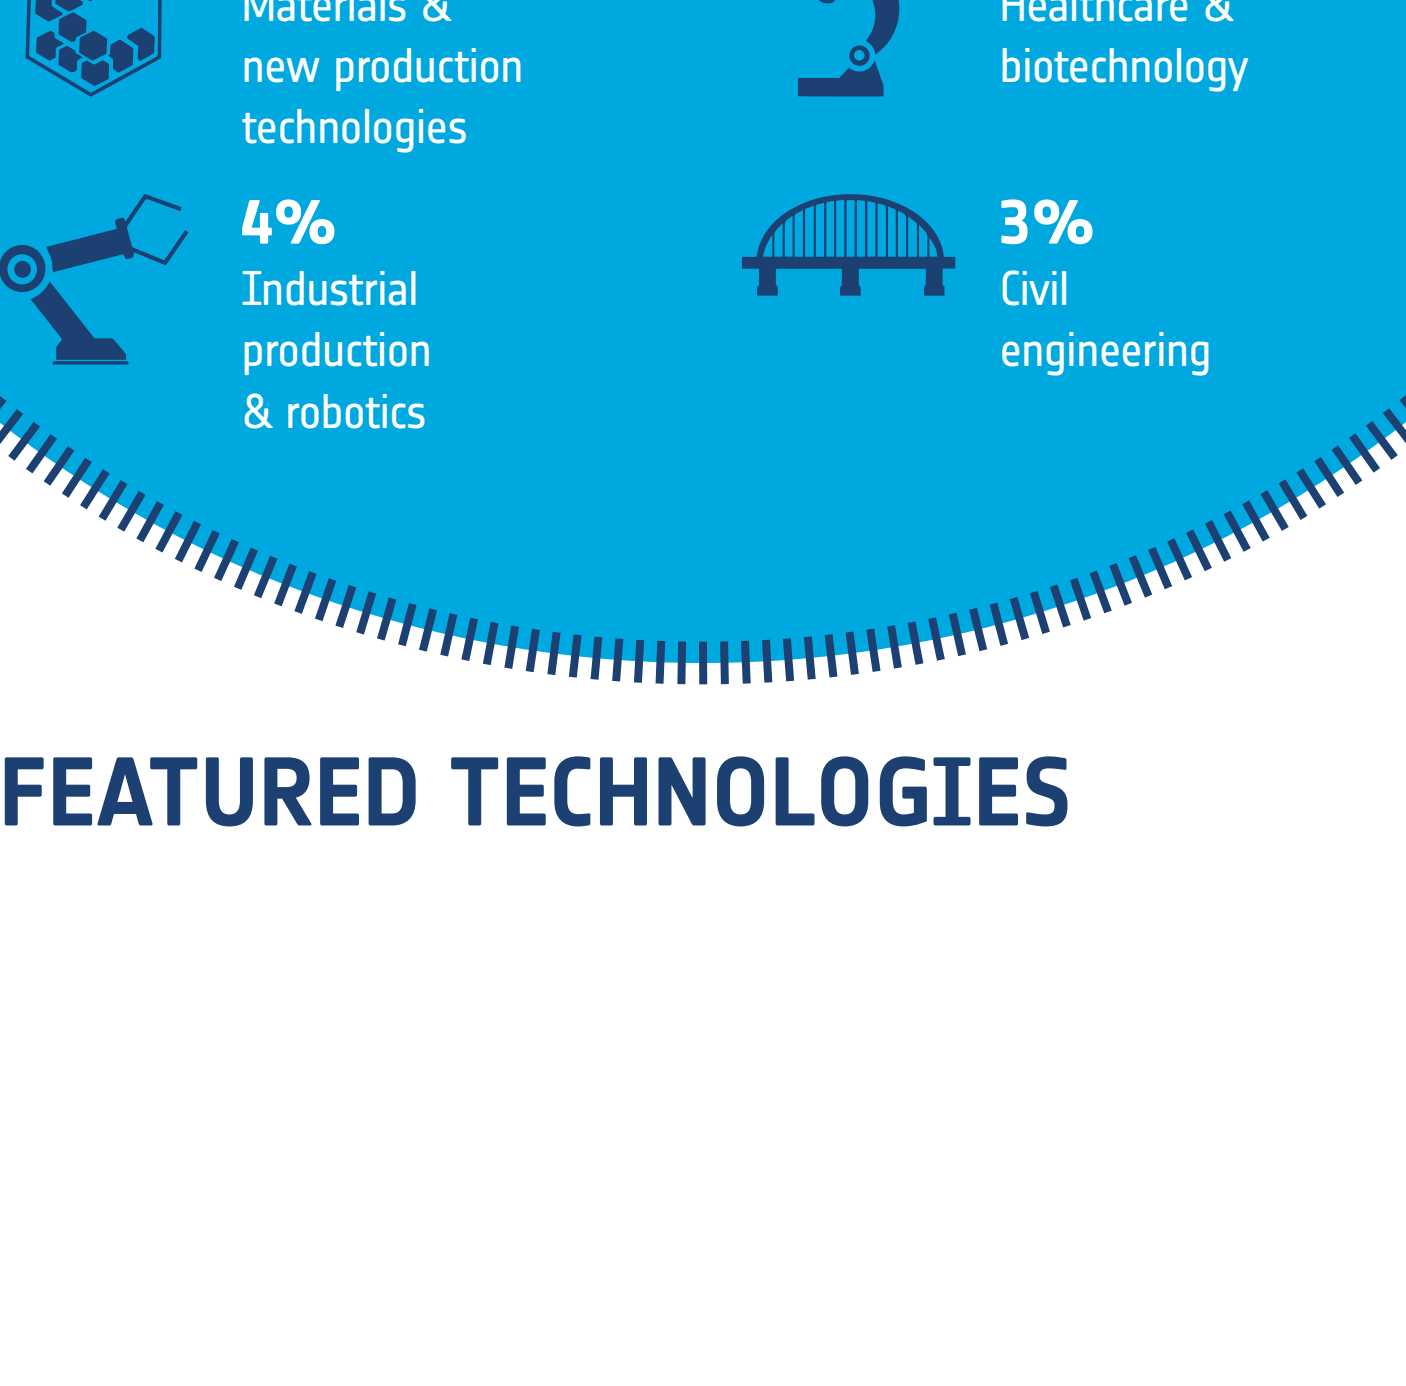 Materials &
new production
technologies
Healthcare &
biotechnology
4%
Industrial
production
& robotics
3%
Civil
engineering
FEATURED TECHNOLOGIES